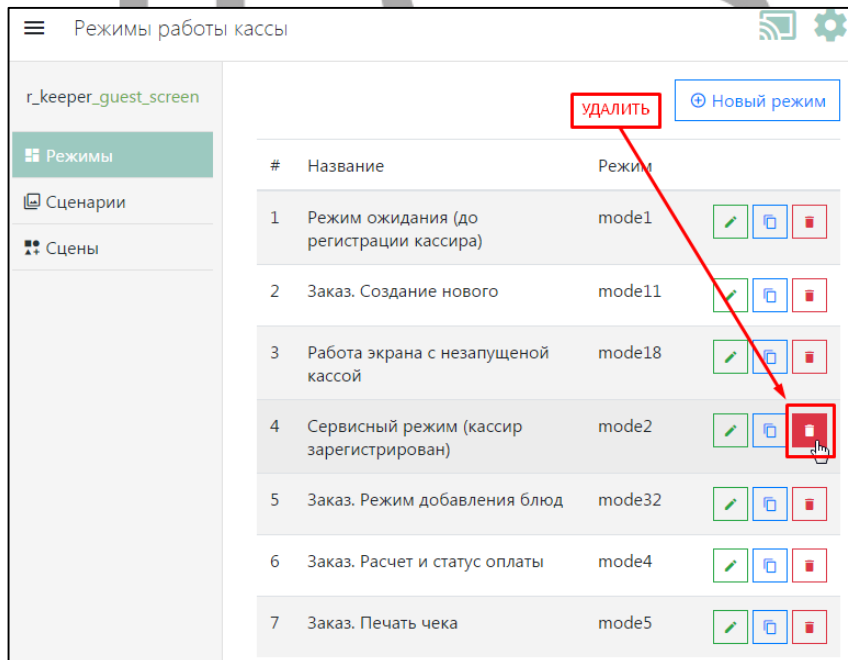 Режимы работы кассы
r_keeper_guest_screen
УДАЛИТЬ
Новый режим
Режимы
Сценарии
Сцены
# Название Режим
1 Режим ожидания (до регистрации кассира) mode1
2 Заказ. Создание нового mode11
3 Работа экрана с незапущеной кассой mode18
4 Сервисный режим (кассир зарегистрирован) mode2
5 Заказ. Режим добавления блюд mode32
6 Заказ. Расчет и статус оплаты mode4
7 Заказ. Печать чека mode5